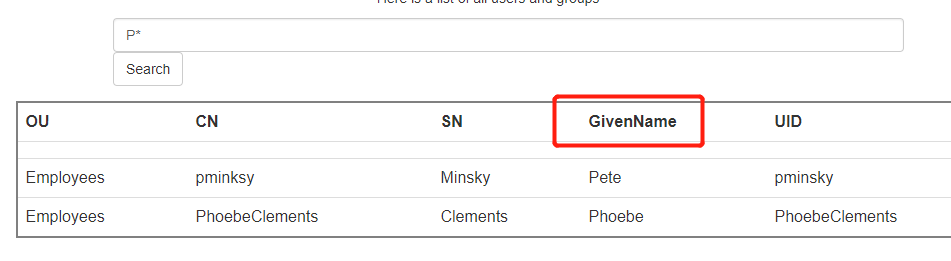 Here is a list of all users and groups
P*
Search
OU CN SN GivenName UID
Employees pminksy Minsky Pete pminsky
Employees PhoebeClements Clements Phoebe PhoebeClements